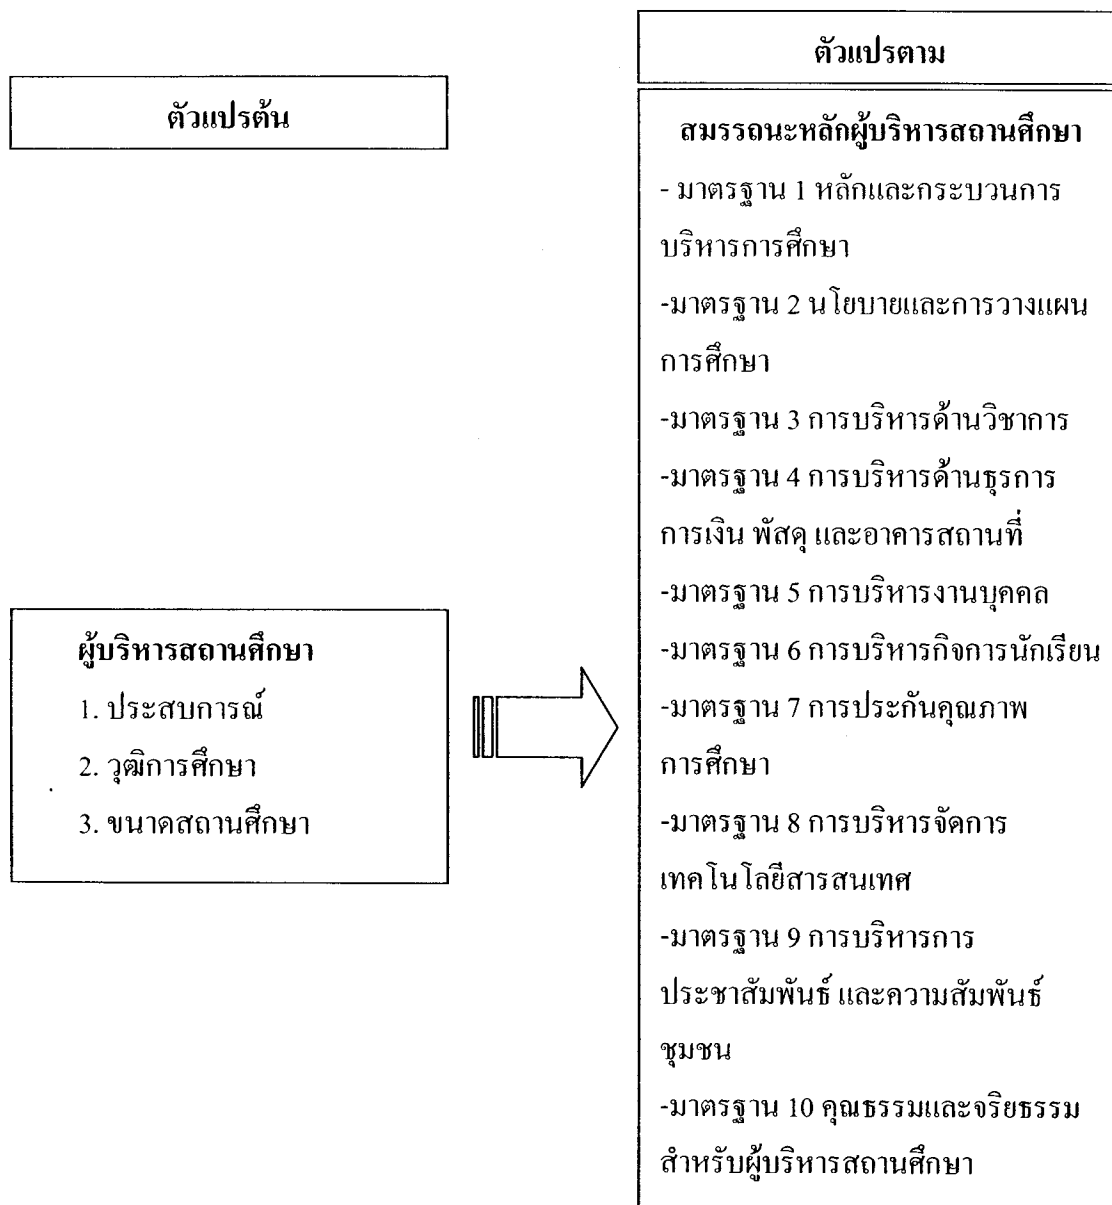 ตัวแปรต้น
ผู้บริหารสถานศึกษา
1. ประสบการณ์
2. วุฒิการศึกษา
3. ขนาดสถานศึกษา
ตัวแปรตาม
สมรรถนะหลักผู้บริหารสถานศึกษา
- มาตรฐาน 1 หลักและกระบวนการ
บริหารการศึกษา
-มาตรฐาน 2 นโยบายและการวางแผน
การศึกษา
-มาตรฐาน 3 การบริหารด้านวิชาการ
-มาตรฐาน 4 การบริหารด้านธุรการ
การเงิน พัสดุ และอาคารสถานที่
-มาตรฐาน 5 การบริหารงานบุคคล
-มาตรฐาน 6 การบริหารกิจการนักเรียน
-มาตรฐาน 7 การประกันคุณภาพ
การศึกษา
-มาตรฐาน 8 การบริหารจัดการ
เทคโนโลยีสารสนเทศ
-มาตรฐาน 9 การบริหารการ
ประชาสัมพันธ์ และความสัมพันธ์
ชุมชน
-มาตรฐาน 10 คุณธรรมและจริยธรรม
สำหรับผู้บริหารสถานศึกษา